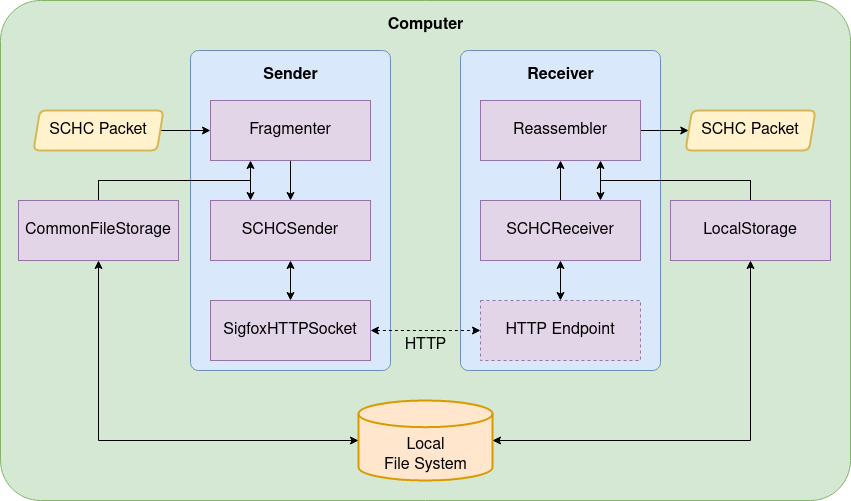 Computer
Sender
Receiver
SCHC Packet
Fragmenter
Reassembler
SCHC Packet
CommonFileStorage
SCHCSender
SCHCReceiver
LocalStorage
SigfoxHTTPSocket
HTTP
HTTP Endpoint
Local
File System